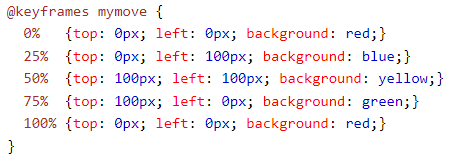 @keyframes mymove {
  0%   {top: 0px; left: 0px; background: red;}
  25%  {top: 0px; left: 100px; background: blue;}
  50%  {top: 100px; left: 100px; background: yellow;}
  75%  {top: 100px; left: 0px; background: green;}
  100% {top: 0px; left: 0px; background: red;}
}